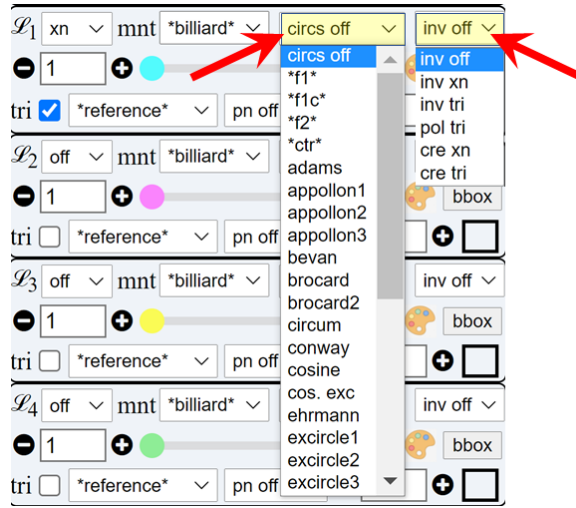 ℒ1 xn mnt *billiard* circs off inv off
1
tri *reference* pn off
ℒ2 off mnt *billiard*
1 bbox
tri *reference* pn off
ℒ3 off mnt *billiard* inv off
1 bbox
tri *reference* pn off
ℒ4 off mnt *billiard* inv off
1 bbox
tri *reference* pn off
circs off
*f1*
*f1c*
*f2*
*ctr*
adams
appollon1
appollon2
appollon3
bevan
brocard
brocard2
circum
conway
cosine
cos. exc
ehrmann
excircle1
excircle2
excircle3
inv off
inv xn
inv tri
pol tri
cre xn
cre tri